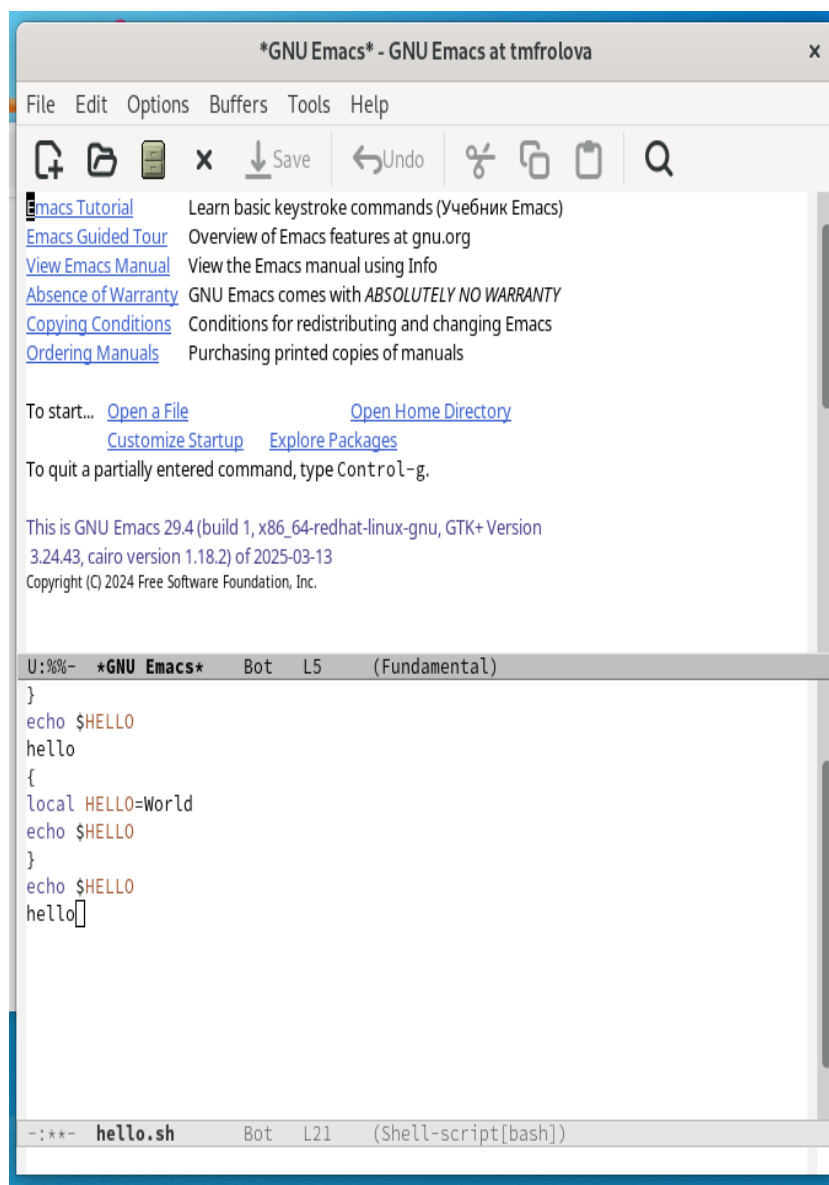 *GNU Emacs* - GNU Emacs at tmfrolova
File Edit Options Buffers Tools Help
Save Undo
Emacs Tutorial Learn basic keystroke commands (Учебник Emacs)
Emacs Guided Tour Overview of Emacs features at gnu.org
View Emacs Manual View the Emacs manual using Info
Absence of Warranty GNU Emacs comes with ABSOLUTELY NO WARRANTY
Copying Conditions Conditions for redistributing and changing Emacs
Ordering Manuals Purchasing printed copies of manuals
To start... Open a File Open Home Directory
Customize Startup Explore Packages
To quit a partially entered command, type Control-g.
This is GNU Emacs 29.4 (build 1, x86_64-redhat-linux-gnu, GTK+ Version
3.24.43, cairo version 1.18.2) of 2025-03-13
Copyright (C) 2024 Free Software Foundation, Inc.
U:%%- *GNU Emacs* Bot L5 (Fundamental)
}
echo $HELLO
hello
{
local HELLO=World
echo $HELLO
}
echo $HELLO
hello
-:**- hello.sh Bot L21 (Shell-script[bash])